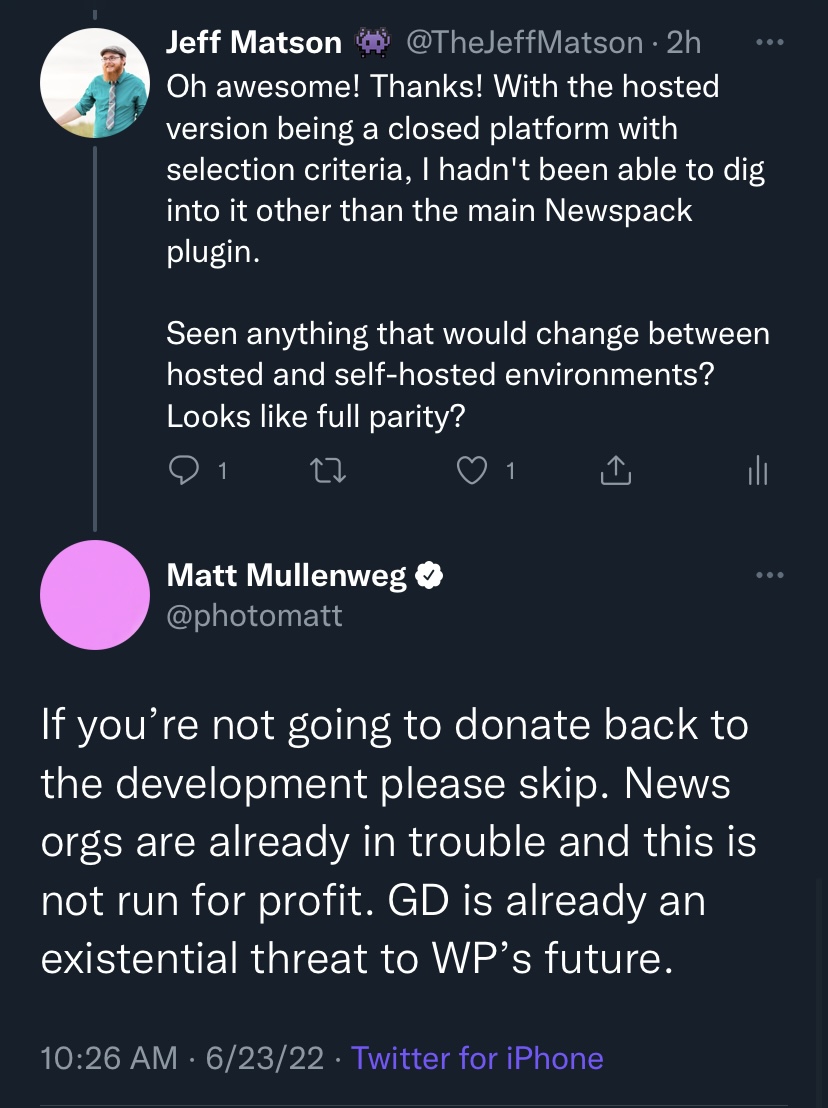 Jeff Matson 👾 @TheJeffMatson · 2h
Oh awesome! Thanks! With the hosted
version being a closed platform with
selection criteria, I hadn't been able to dig
into it other than the main Newspack
plugin.
Seen anything that would change between
hosted and self-hosted environments?
Looks like full parity?
1 1
Matt Mullenweg
@photomatt
If you’re not going to donate back to
the development please skip. News
orgs are already in trouble and this is
not run for profit. GD is already an
existential threat to WP’s future.
10:26 AM · 6/23/22 · Twitter for iPhone